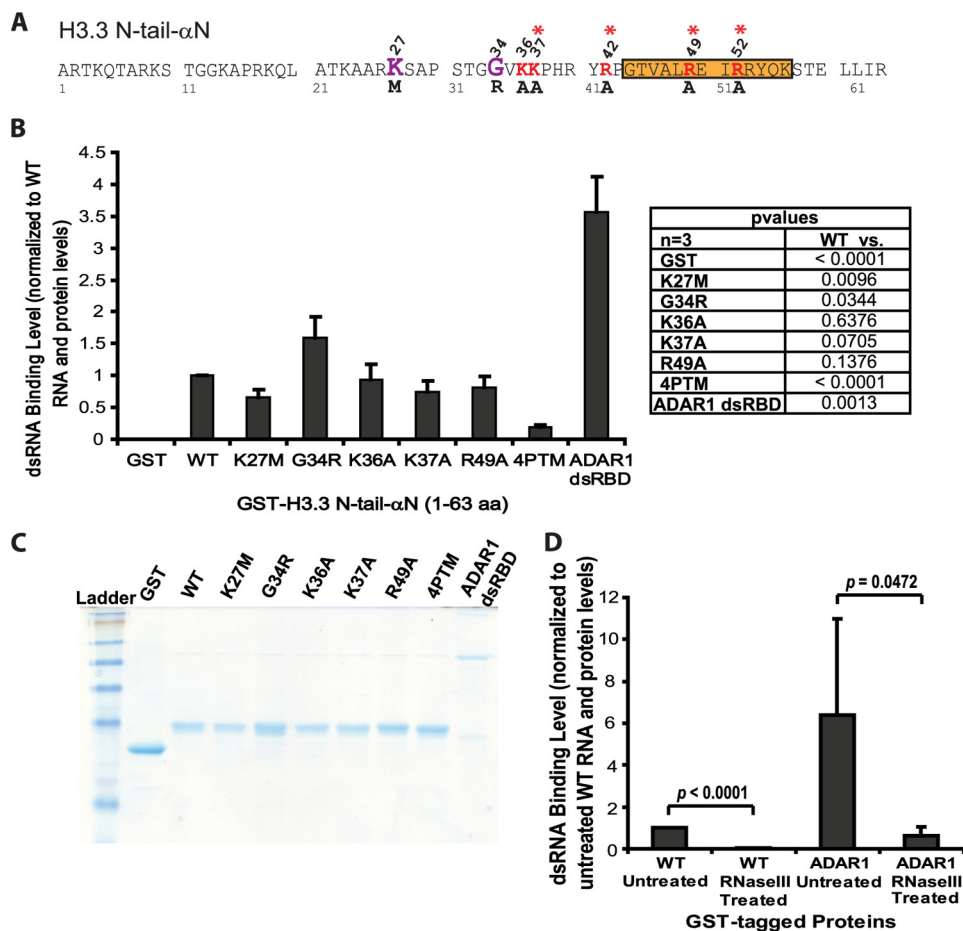 A
H3.3 N-tail-αN
* * * *
27 34 36 37 42 49 52
ARTKQTARKS TGGKAPRKQL ATKAARKSAP STGGVKKPHR YRPGTVALRE IRRYQKSTE LLIR
M R A A A A A
1 11 21 31 41 51 61
B
dsRNA Binding Level (normalized to WT
RNA and protein levels)
4.5
4
3.5
3
2.5
2
1.5
1
0.5
0
GST WT K27M G34R K36A K37A R49A 4PTM ADAR1
dsRBD
GST-H3.3 N-tail-αN (1-63 aa)
pvalues
n=3 WT vs.
GST < 0.0001
K27M 0.0096
G34R 0.0344
K36A 0.6376
K37A 0.0705
R49A 0.1376
4PTM < 0.0001
ADAR1 dsRBD 0.0013
C
Ladder GST WT K27M G34R K36A K37A R49A 4PTM ADAR1
dsRBD
D
dsRNA Binding Level (normalized to
untreated WT RNA and protein levels)
12
10
8
6
4
2
0
p < 0.0001
p = 0.0472
WT WT ADAR1 ADAR1
Untreated RNaseIII Untreated RNaseIII
Treated Treated
GST-tagged Proteins